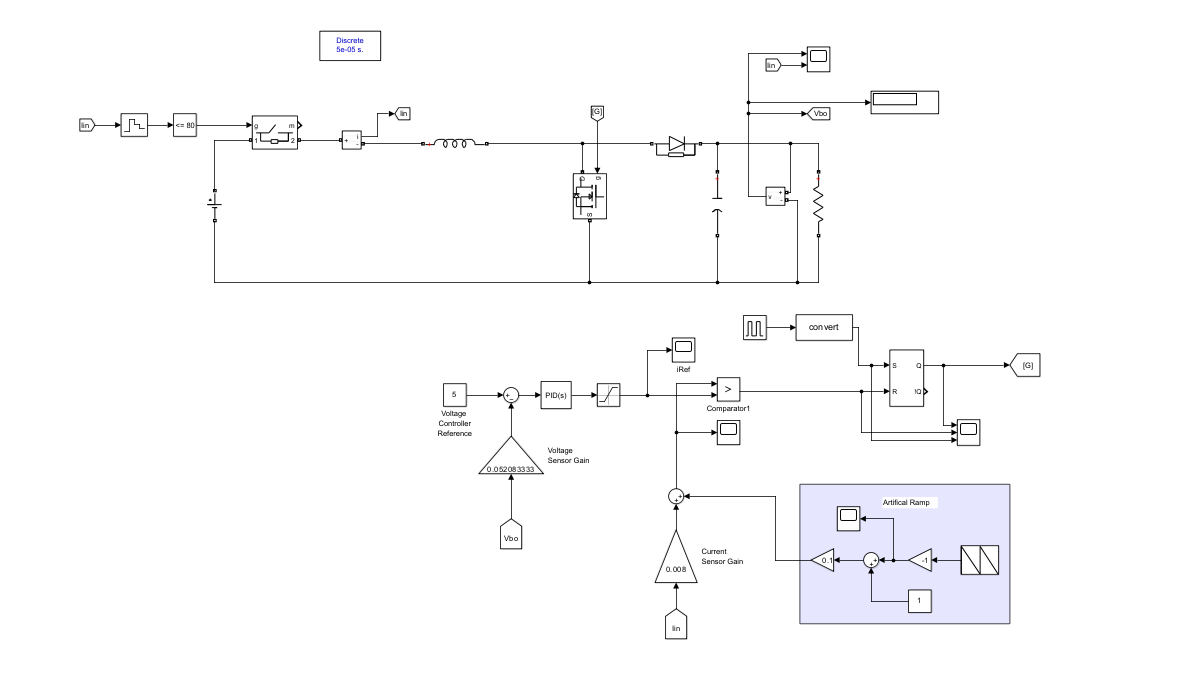 Discrete
5e-05 s.
Iin
<= 80
g
m
1
2
+
i
-
Iin
[G]
Iin
Vbo
D
g
S
v
+
-
convert
iRef
S
Q
R
!Q
[G]
5
PID(s)
>
Voltage
Controller
Reference
Comparator1
Voltage
Sensor Gain
0.052083333
Vbo
Artifical Ramp
Current
Sensor Gain
0.008
0.1
-1
1
Iin